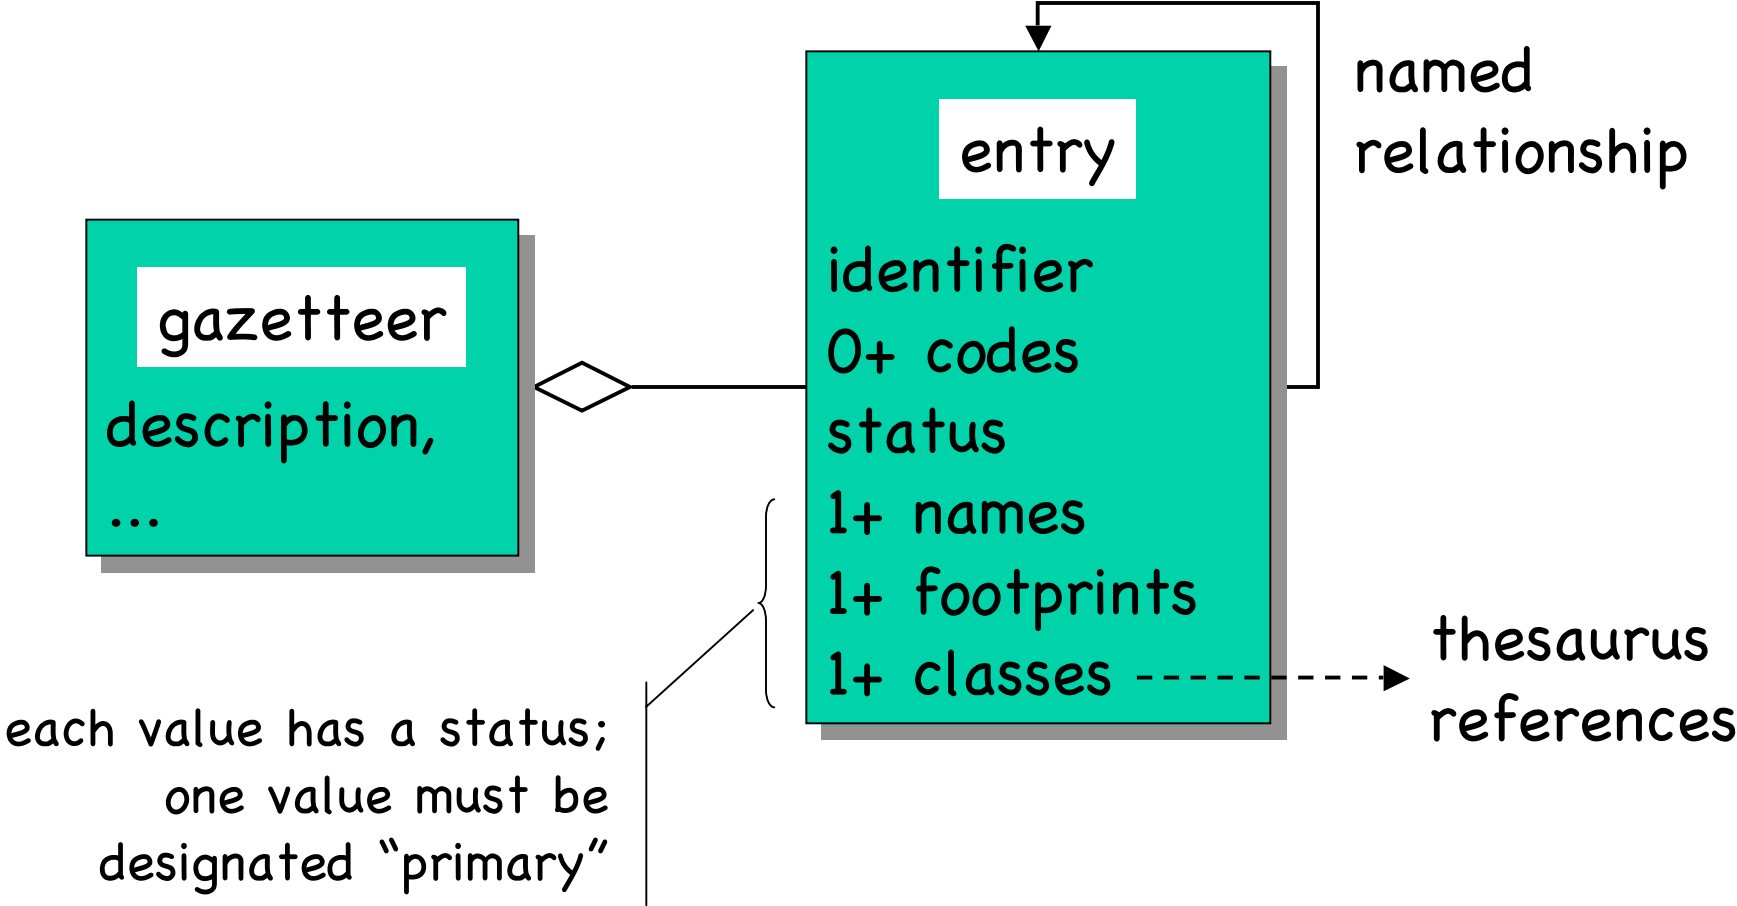 gazetteer
description,
...
entry
identifier
0+ codes
status
1+ names
1+ footprints
1+ classes
named
relationship
thesaurus
references
each value has a status;
one value must be
designated “primary”